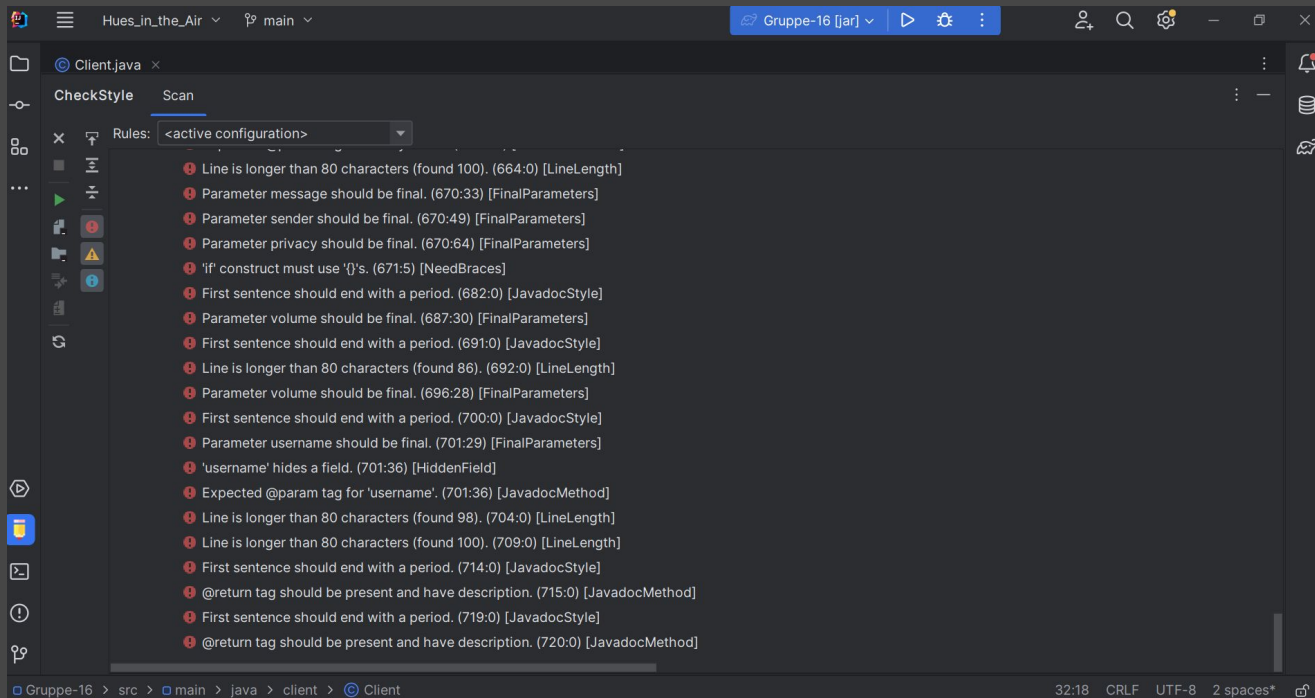 Hues_in_the_Air main Gruppe-16 [jar]
Client.java
CheckStyle Scan
Rules: <active configuration>
Line is longer than 80 characters (found 100). (664:0) [LineLength]
Parameter message should be final. (670:33) [FinalParameters]
Parameter sender should be final. (670:49) [FinalParameters]
Parameter privacy should be final. (670:64) [FinalParameters]
'if' construct must use '{}'s. (671:5) [NeedBraces]
First sentence should end with a period. (682:0) [JavadocStyle]
Parameter volume should be final. (687:30) [FinalParameters]
First sentence should end with a period. (691:0) [JavadocStyle]
Line is longer than 80 characters (found 86). (692:0) [LineLength]
Parameter volume should be final. (696:28) [FinalParameters]
First sentence should end with a period. (700:0) [JavadocStyle]
Parameter username should be final. (701:29) [FinalParameters]
'username' hides a field. (701:36) [HiddenField]
Expected @param tag for 'username'. (701:36) [JavadocMethod]
Line is longer than 80 characters (found 98). (704:0) [LineLength]
Line is longer than 80 characters (found 100). (709:0) [LineLength]
First sentence should end with a period. (714:0) [JavadocStyle]
@return tag should be present and have description. (715:0) [JavadocMethod]
First sentence should end with a period. (719:0) [JavadocStyle]
@return tag should be present and have description. (720:0) [JavadocMethod]
Gruppe-16 > src > main > java > client > Client 32:18 CRLF UTF-8 2 spaces*